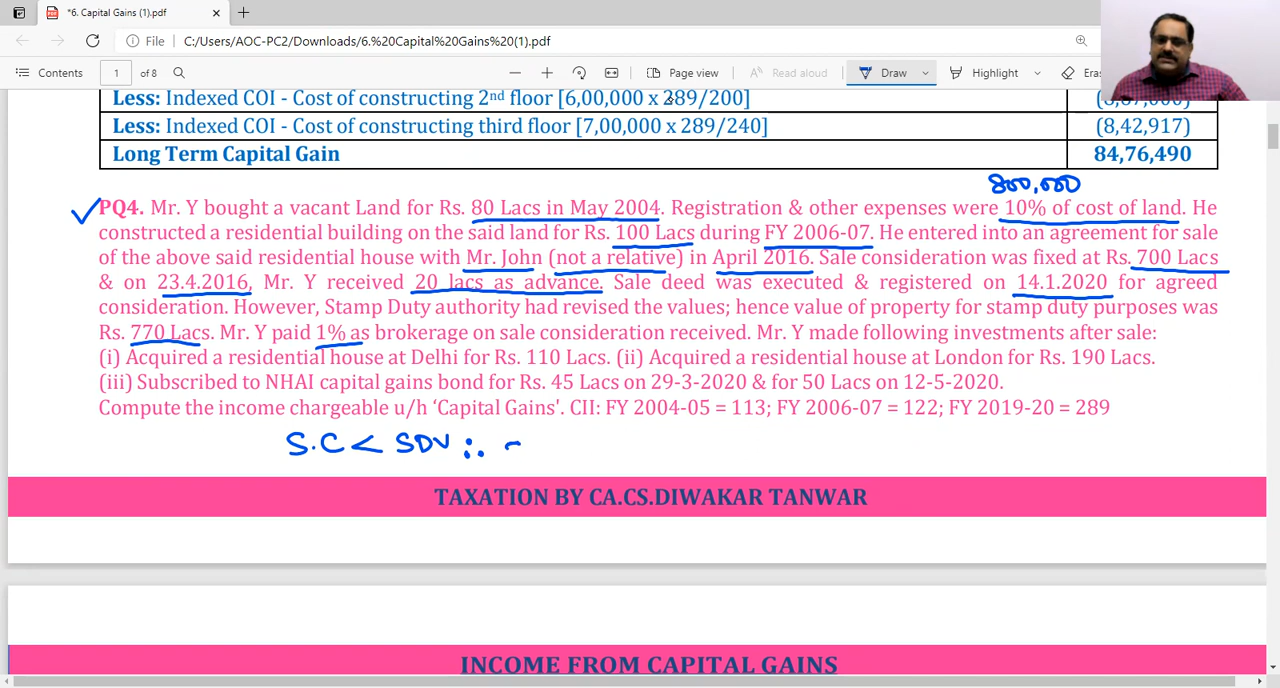 *6. Capital Gains (1).pdf
File C:/Users/AOC-PC2/Downloads/6.%20Capital%20Gains%20(1).pdf
Contents 1 of 8 Page view Read aloud Draw Highlight
Less: Indexed COI - Cost of constructing 2nd floor [6,00,000 x 289/200]
Less: Indexed COI - Cost of constructing third floor [7,00,000 x 289/240] (8,42,917)
Long Term Capital Gain 84,76,490
800,000
PQ4. Mr. Y bought a vacant Land for Rs. 80 Lacs in May 2004. Registration & other expenses were 10% of cost of land. He
constructed a residential building on the said land for Rs. 100 Lacs during FY 2006-07. He entered into an agreement for sale
of the above said residential house with Mr. John (not a relative) in April 2016. Sale consideration was fixed at Rs. 700 Lacs
& on 23.4.2016, Mr. Y received 20 lacs as advance. Sale deed was executed & registered on 14.1.2020 for agreed
consideration. However, Stamp Duty authority had revised the values; hence value of property for stamp duty purposes was
Rs. 770 Lacs. Mr. Y paid 1% as brokerage on sale consideration received. Mr. Y made following investments after sale:
(i) Acquired a residential house at Delhi for Rs. 110 Lacs. (ii) Acquired a residential house at London for Rs. 190 Lacs.
(iii) Subscribed to NHAI capital gains bond for Rs. 45 Lacs on 29-3-2020 & for 50 Lacs on 12-5-2020.
Compute the income chargeable u/h ‘Capital Gains’. CII: FY 2004-05 = 113; FY 2006-07 = 122; FY 2019-20 = 289
S.C < SDV ∴
TAXATION BY CA.CS.DIWAKAR TANWAR
INCOME FROM CAPITAL GAINS